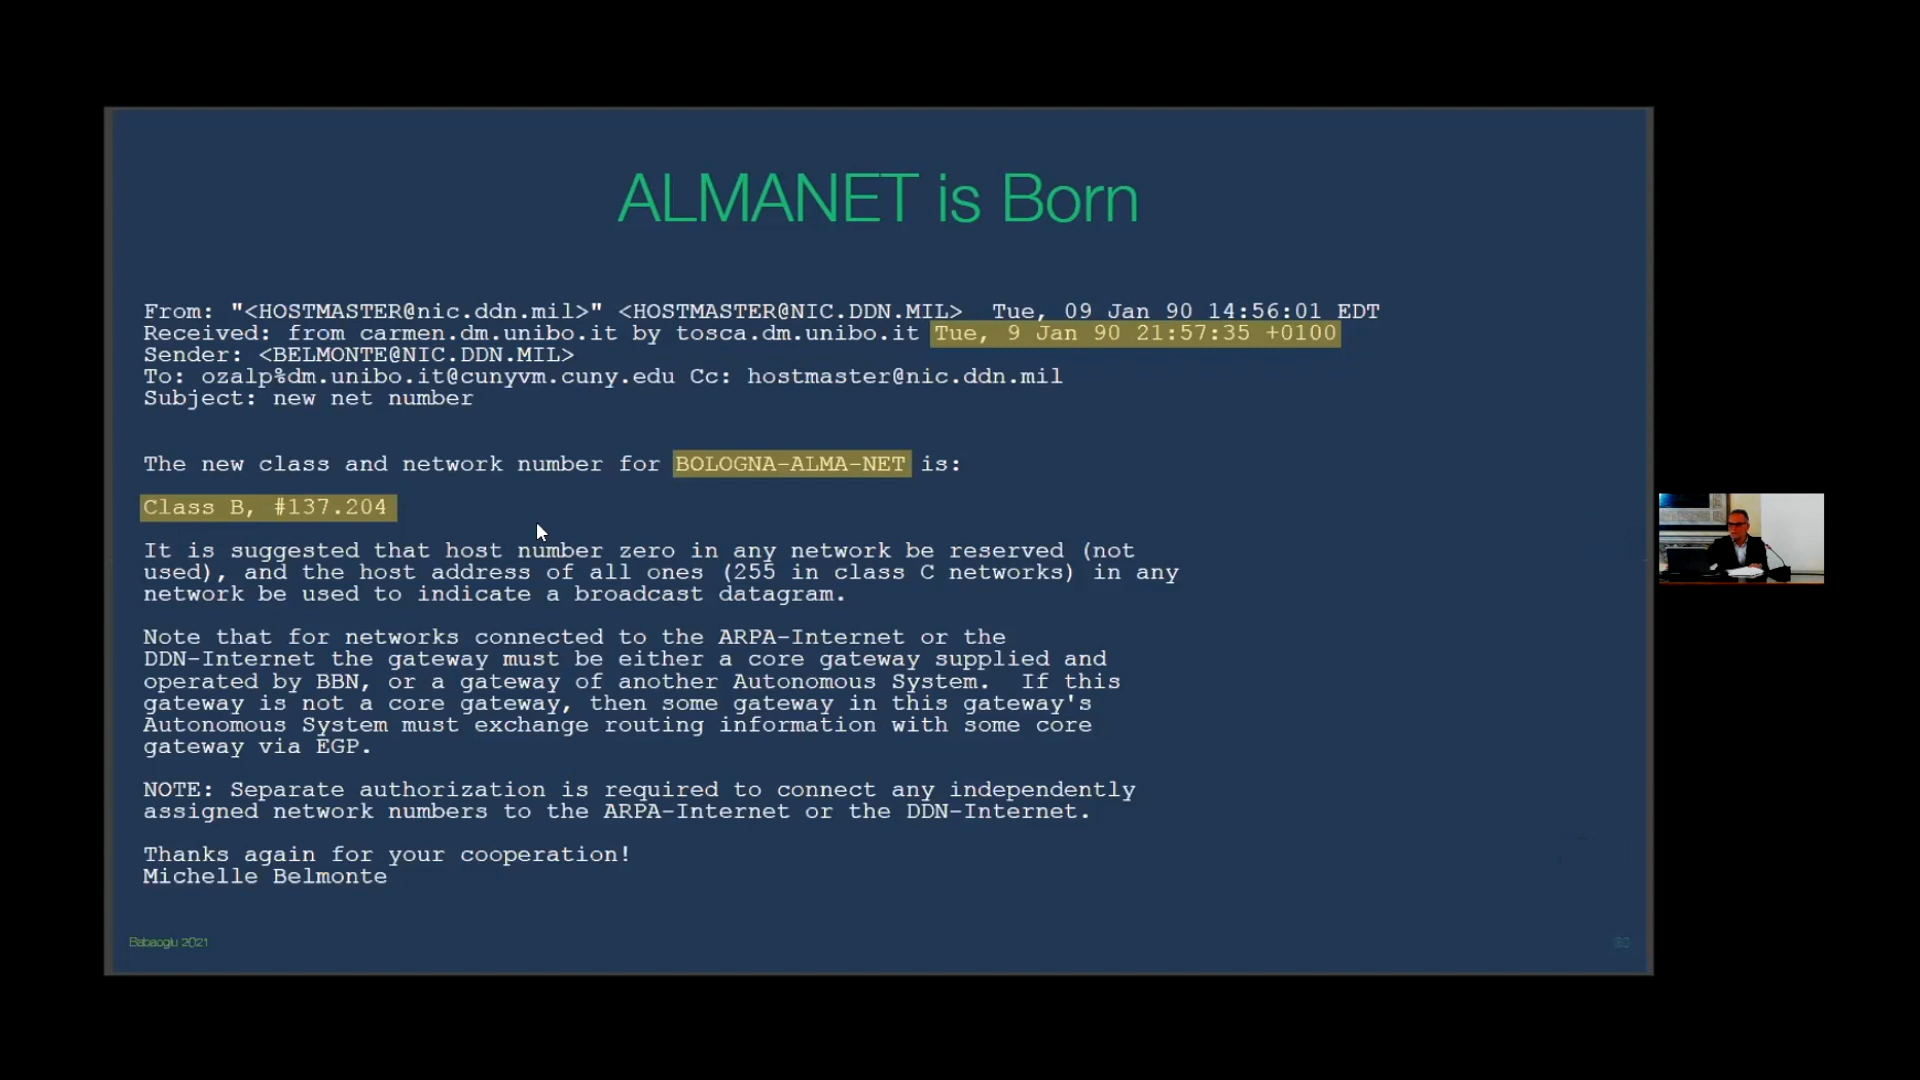 ALMANET is Born
From: "<HOSTMASTER@nic.ddn.mil>" <HOSTMASTER@NIC.DDN.MIL>  Tue, 09 Jan 90 14:56:01 EDT
Received: from carmen.dm.unibo.it by tosca.dm.unibo.it Tue, 9 Jan 90 21:57:35 +0100
Sender: <BELMONTE@NIC.DDN.MIL>
To: ozalp%dm.unibo.it@cunyvm.cuny.edu Cc: hostmaster@nic.ddn.mil
Subject: new net number
The new class and network number for BOLOGNA-ALMA-NET is:
Class B, #137.204
It is suggested that host number zero in any network be reserved (not
used), and the host address of all ones (255 in class C networks) in any
network be used to indicate a broadcast datagram.
Note that for networks connected to the ARPA-Internet or the
DDN-Internet the gateway must be either a core gateway supplied and
operated by BBN, or a gateway of another Autonomous System.  If this
gateway is not a core gateway, then some gateway in this gateway's
Autonomous System must exchange routing information with some core
gateway via EGP.
NOTE: Separate authorization is required to connect any independently
assigned network numbers to the ARPA-Internet or the DDN-Internet.
Thanks again for your cooperation!
Michelle Belmonte
Babaoglu 2021